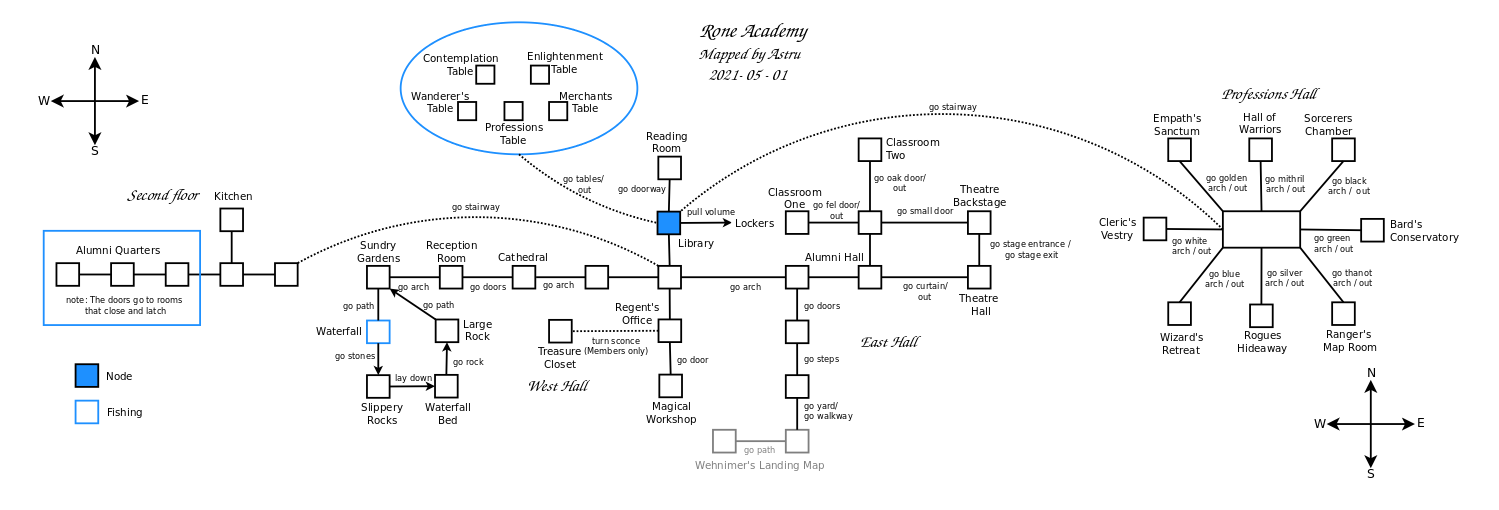 Rone Academy
Mapped by Astru
2021- 05 - 01
N
W
E
S
Contemplation
Table
Enlightenment
Table
Wanderer's
Table
Merchants
Table
Professions
Table
go tables/
out
Reading
Room
go doorway
pull volume
Lockers
Library
go stairway
Second floor
Kitchen
Alumni Quarters
note: The doors go to rooms
that close and latch
go stairway
Sundry
Gardens
Reception
Room
Cathedral
go arch
go doors
go arch
go path
go path
Waterfall
Large
Rock
go stones
go rock
lay down
Slippery
Rocks
Waterfall
Bed
Regent's
Office
Treasure
Closet
turn sconce
(Members only)
go door
West Hall
Magical
Workshop
Classroom
Two
go oak door/
out
Classroom
One
go fel door/
out
go small door
Theatre
Backstage
go stage entrance /
go stage exit
Alumni Hall
go arch
go curtain/
out
Theatre
Hall
go doors
go steps
East Hall
go yard/
go walkway
go path
Wehnimer's Landing Map
Professions Hall
Empath's
Sanctum
Hall of
Warriors
Sorcerers
Chamber
go golden
arch / out
go mithril
arch / out
go black
arch / out
Cleric's
Vestry
go white
arch / out
go green
arch / out
Bard's
Conservatory
go blue
arch / out
go silver
arch / out
go thanot
arch / out
Wizard's
Retreat
Rogues
Hideaway
Ranger's
Map Room
Node
Fishing
N
W
E
S